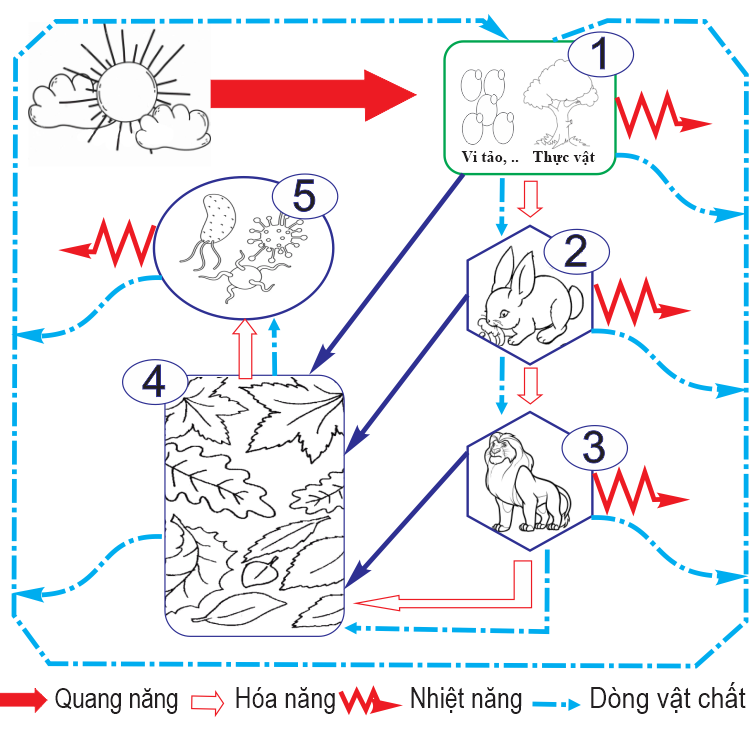 1
Vi tảo, .. Thực vật
5
2
4
3
Quang năng Hóa năng Nhiệt năng Dòng vật chất